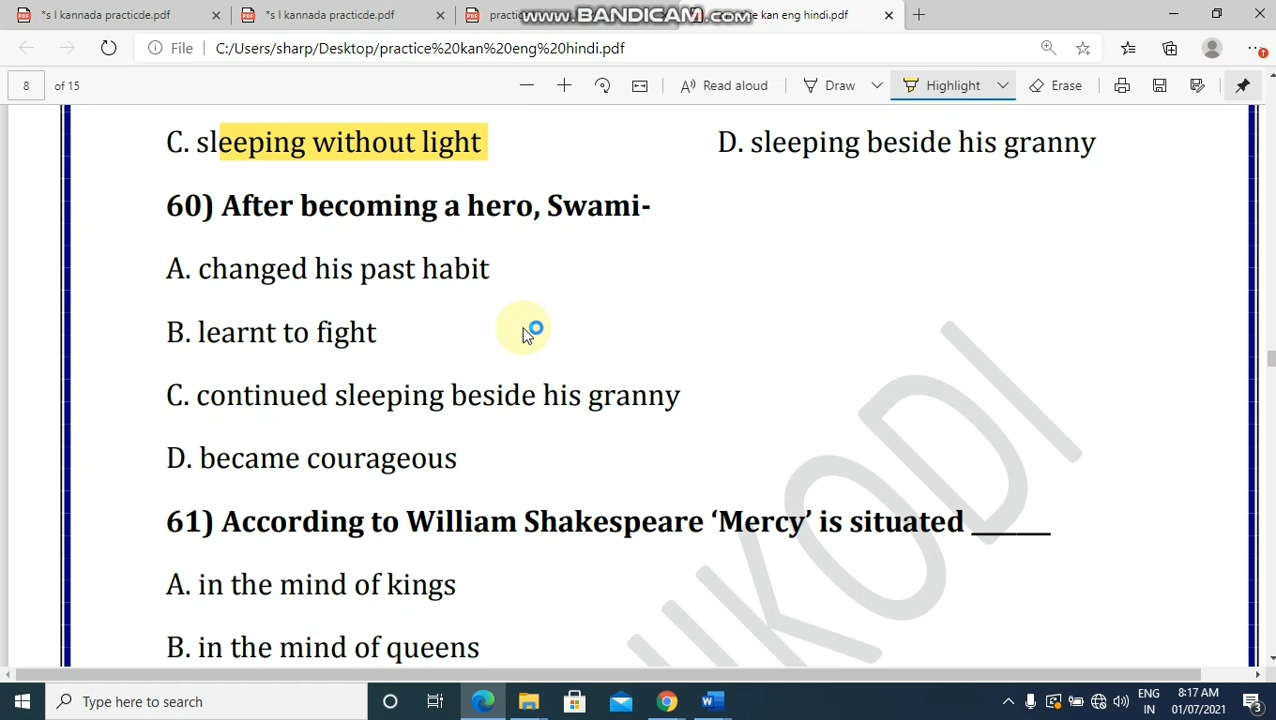 *s l kannada practicde.pdf
*s l kannada practicde.pdf
www.BANDICAM.com
e kan eng hindi.pdf
File
C:/Users/sharp/Desktop/practice%20kan%20eng%20hindi.pdf
8
of 15
Read aloud
Draw
Highlight
Erase
C. sleeping without light
D. sleeping beside his granny
60) After becoming a hero, Swami-
A. changed his past habit
B. learnt to fight
C. continued sleeping beside his granny
D. became courageous
61) According to William Shakespeare ‘Mercy’ is situated ______
A. in the mind of kings
B. in the mind of queens
UKODI
Type here to search
ENG
IN
8:17 AM
01/07/2021
3